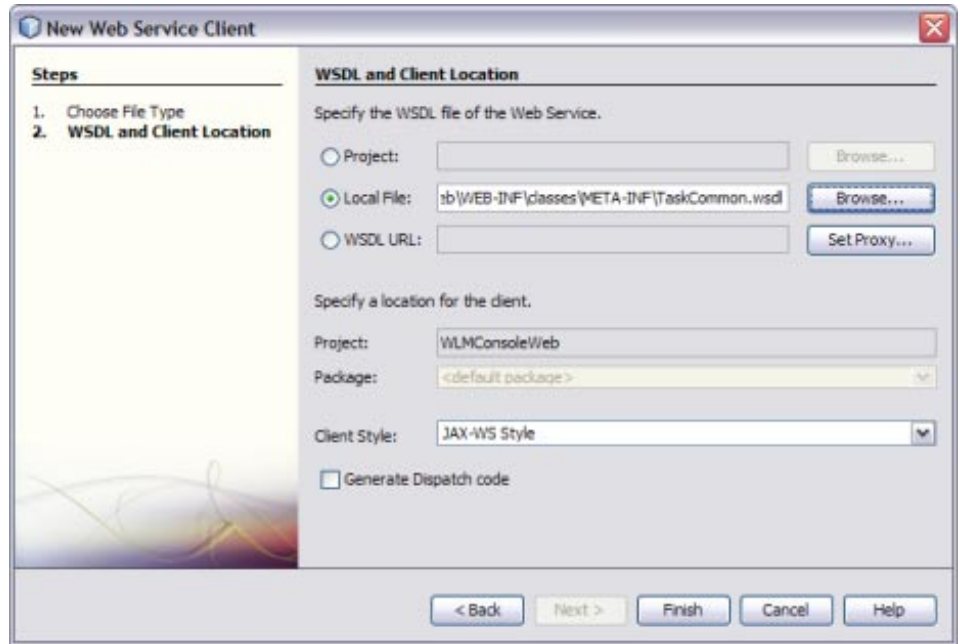 New Web Service Client
Steps
1. Choose File Type
2. WSDL and Client Location
WSDL and Client Location
Specify the WSDL file of the Web Service.
Project:
Browse...
Local File: eb\WEB-INF\classes\META-INF\TaskCommon.wsdl Browse...
WSDL URL:
Set Proxy...
Specify a location for the client.
Project: WLMConsoleWeb
Package: <default package>
Client Style: JAX-WS Style
Generate Dispatch code
< Back Next > Finish Cancel Help